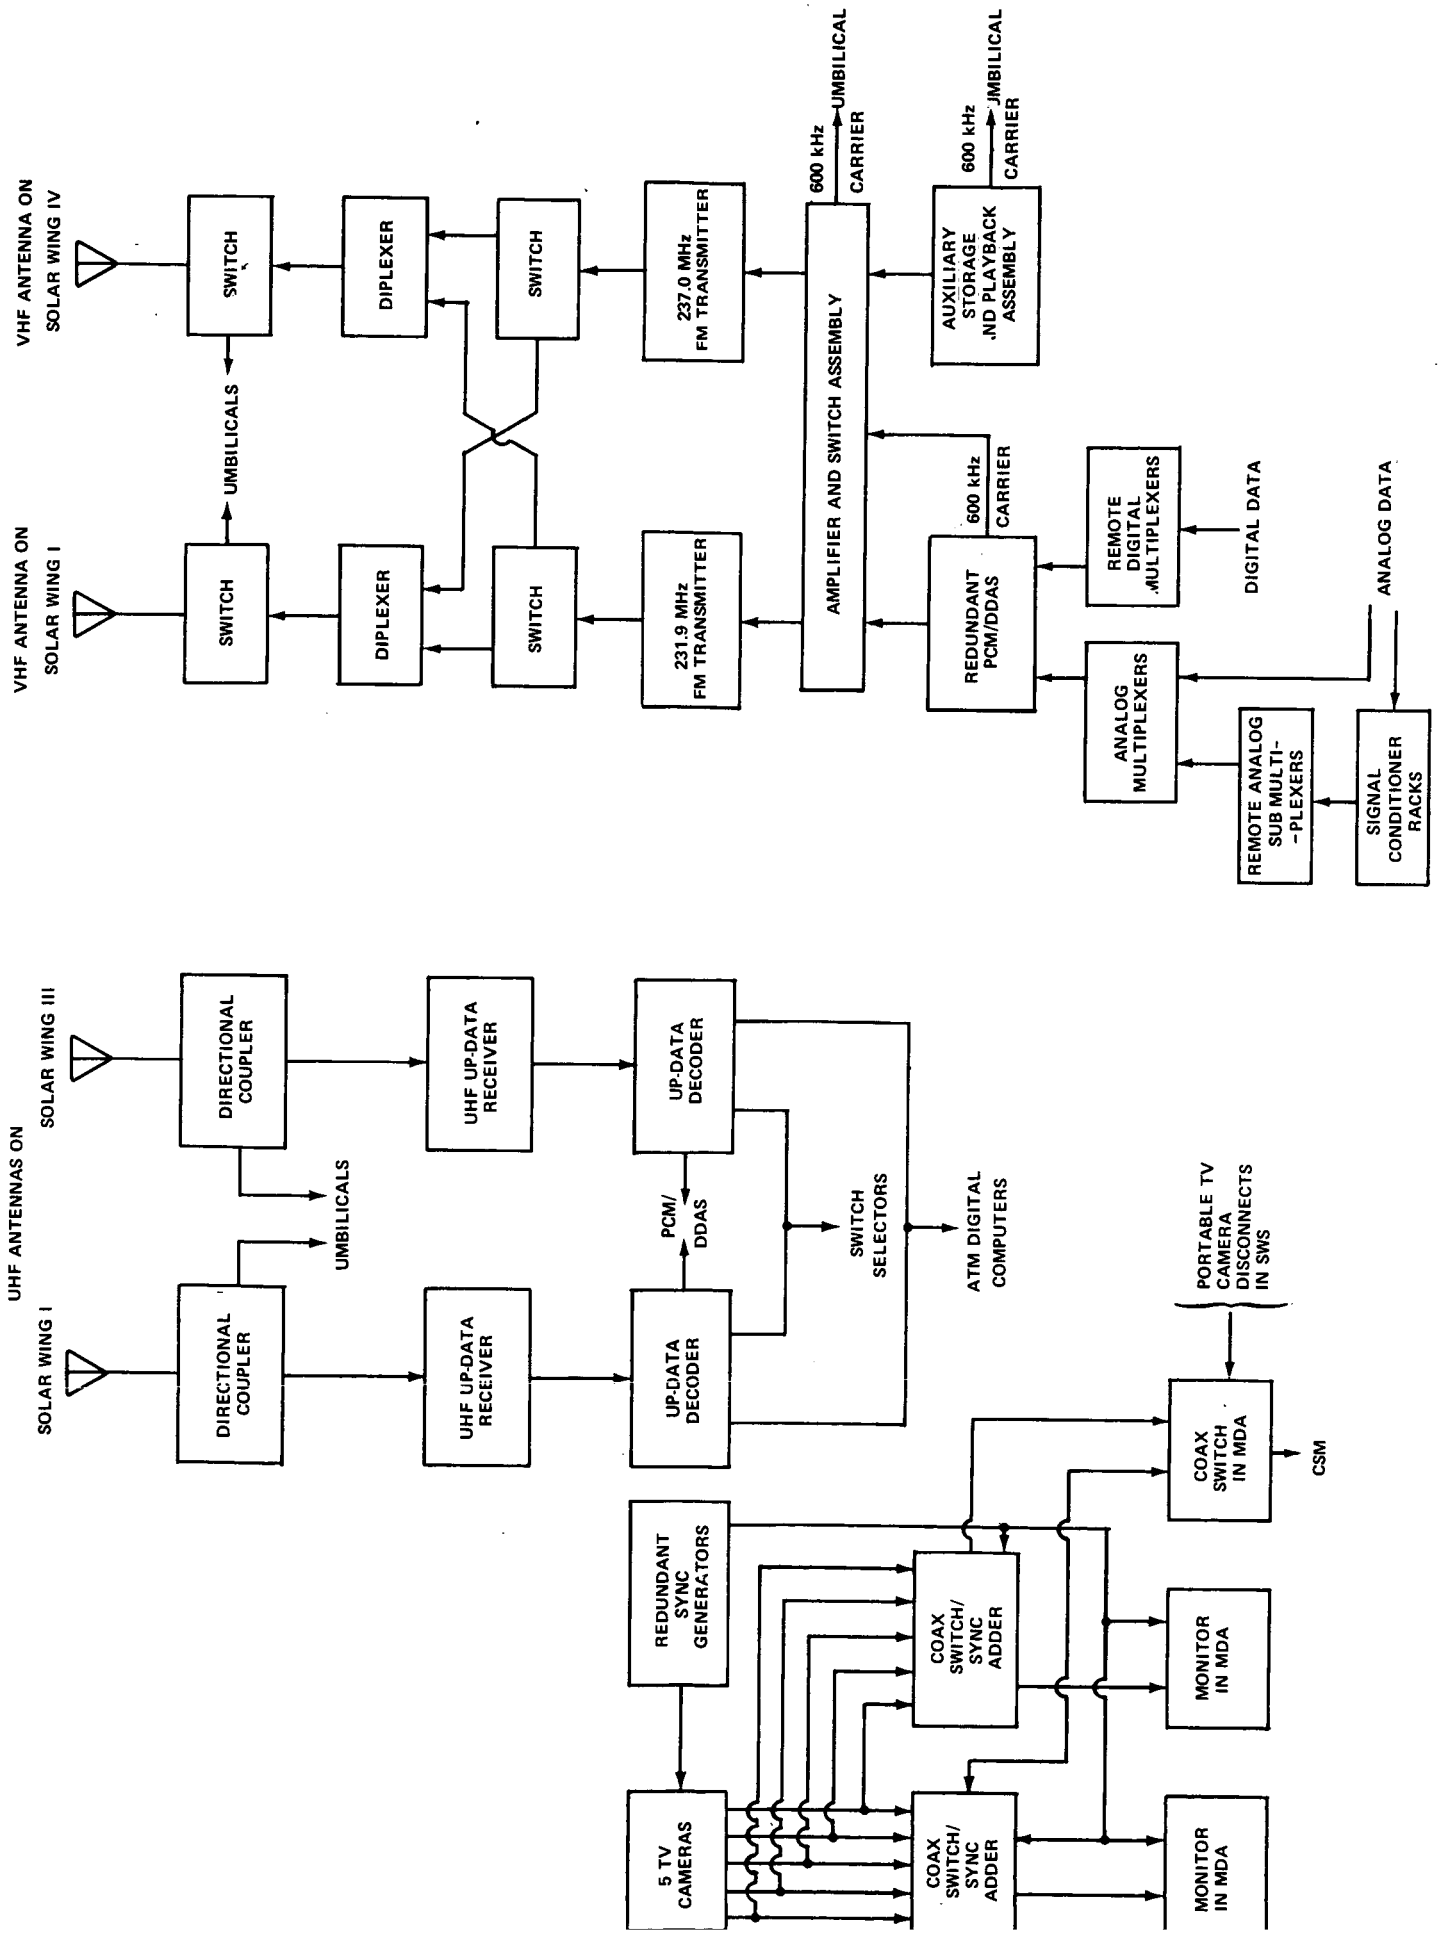 UHF ANTENNAS ON
SOLAR WING I
SOLAR WING III
DIRECTIONAL
COUPLER
DIRECTIONAL
COUPLER
UMBILICALS
UMBILICALS
UHF UP-DATA
RECEIVER
UHF UP-DATA
RECEIVER
UP-DATA
DECODER
PCM/
DDAS
UP-DATA
DECODER
SWITCH
SELECTORS
ATM DIGITAL
COMPUTERS
5 TV
CAMERAS
REDUNDANT
SYNC
GENERATORS
COAX
SWITCH/
SYNC
ADDER
COAX
SWITCH/
SYNC
ADDER
MONITOR
IN MDA
MONITOR
IN MDA
COAX
SWITCH
IN MDA
PORTABLE TV
CAMERA
DISCONNECTS
IN SWS
CSM
VHF ANTENNA ON
SOLAR WING I
VHF ANTENNA ON
SOLAR WING IV
SWITCH
UMBILICALS
SWITCH
DIPLEXER
DIPLEXER
SWITCH
SWITCH
231.9 MHz
FM TRANSMITTER
237.0 MHz
FM TRANSMITTER
AMPLIFIER AND SWITCH ASSEMBLY
600 kHz
CARRIER
UMBILICAL
REDUNDANT
PCM/DDAS
600 kHz
CARRIER
AUXILIARY
STORAGE
ND PLAYBACK
ASSEMBLY
600 kHz
CARRIER
JMBILICAL
ANALOG
MULTIPLEXERS
REMOTE
DIGITAL
MULTIPLEXERS
DIGITAL DATA
REMOTE ANALOG
SUB MULTI-
-PLEXERS
SIGNAL
CONDITIONER
RACKS
ANALOG DATA